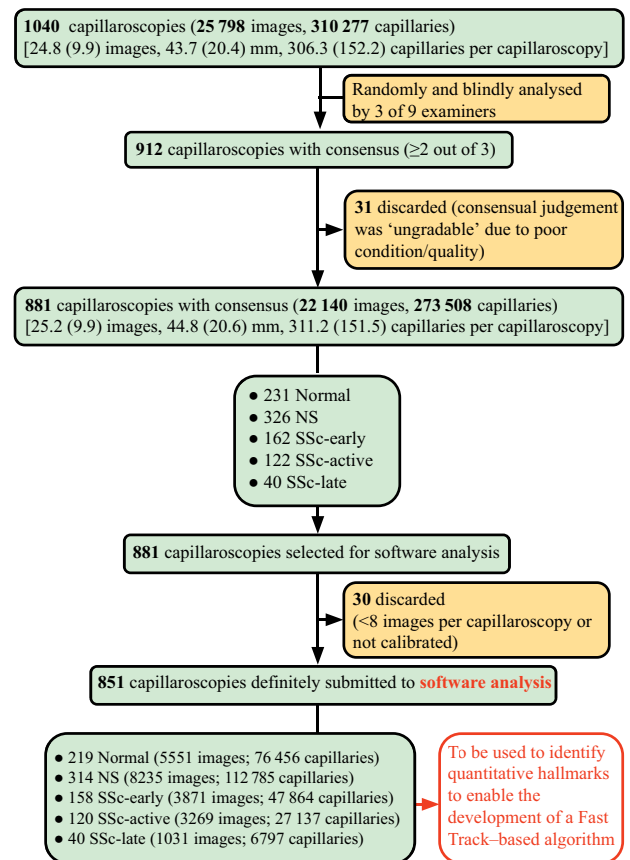 1040 capillaroscopies (25 798 images, 310 277 capillaries)
[24.8 (9.9) images, 43.7 (20.4) mm, 306.3 (152.2) capillaries per capillaroscopy]
Randomly and blindly analysed
by 3 of 9 examiners
912 capillaroscopies with consensus (≥2 out of 3)
31 discarded (consensual judgement
was ‘ungradable’ due to poor
condition/quality)
881 capillaroscopies with consensus (22 140 images, 273 508 capillaries)
[25.2 (9.9) images, 44.8 (20.6) mm, 311.2 (151.5) capillaries per capillaroscopy]
● 231 Normal
● 326 NS
● 162 SSc-early
● 122 SSc-active
● 40 SSc-late
881 capillaroscopies selected for software analysis
30 discarded
(<8 images per capillaroscopy or
not calibrated)
851 capillaroscopies definitely submitted to software analysis
● 219 Normal (5551 images; 76 456 capillaries)
● 314 NS (8235 images; 112 785 capillaries)
● 158 SSc-early (3871 images; 47 864 capillaries)
● 120 SSc-active (3269 images; 27 137 capillaries)
● 40 SSc-late (1031 images; 6797 capillaries)
To be used to identify
quantitative hallmarks
to enable the
development of a Fast
Track–based algorithm